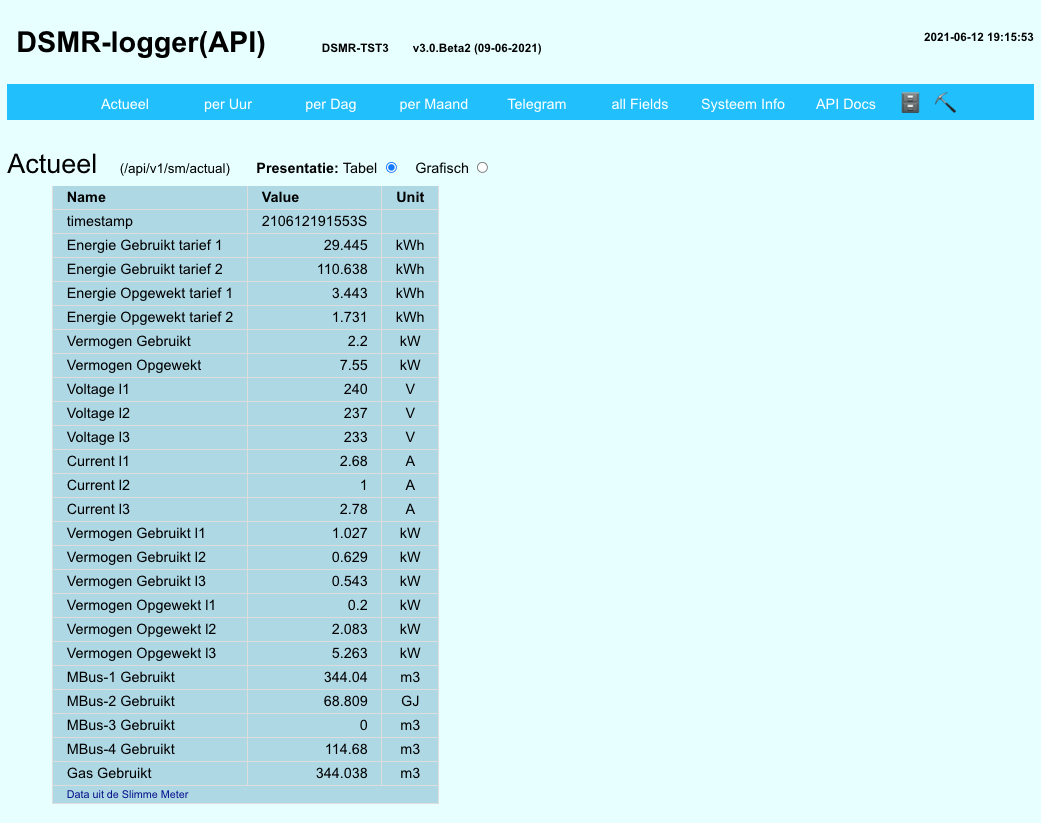 DSMR-logger(API) DSMR-TST3 v3.0.Beta2 (09-06-2021) 2021-06-12 19:15:53
Actueel per Uur per Dag per Maand Telegram all Fields Systeem Info API Docs
Actueel (/api/v1/sm/actual) Presentatie: Tabel Grafisch
Name Value Unit
timestamp 210612191553S
Energie Gebruikt tarief 1 29.445 kWh
Energie Gebruikt tarief 2 110.638 kWh
Energie Opgewekt tarief 1 3.443 kWh
Energie Opgewekt tarief 2 1.731 kWh
Vermogen Gebruikt 2.2 kW
Vermogen Opgewekt 7.55 kW
Voltage l1 240 V
Voltage l2 237 V
Voltage l3 233 V
Current l1 2.68 A
Current l2 1 A
Current l3 2.78 A
Vermogen Gebruikt l1 1.027 kW
Vermogen Gebruikt l2 0.629 kW
Vermogen Gebruikt l3 0.543 kW
Vermogen Opgewekt l1 0.2 kW
Vermogen Opgewekt l2 2.083 kW
Vermogen Opgewekt l3 5.263 kW
MBus-1 Gebruikt 344.04 m3
MBus-2 Gebruikt 68.809 GJ
MBus-3 Gebruikt 0 m3
MBus-4 Gebruikt 114.68 m3
Gas Gebruikt 344.038 m3
Data uit de Slimme Meter